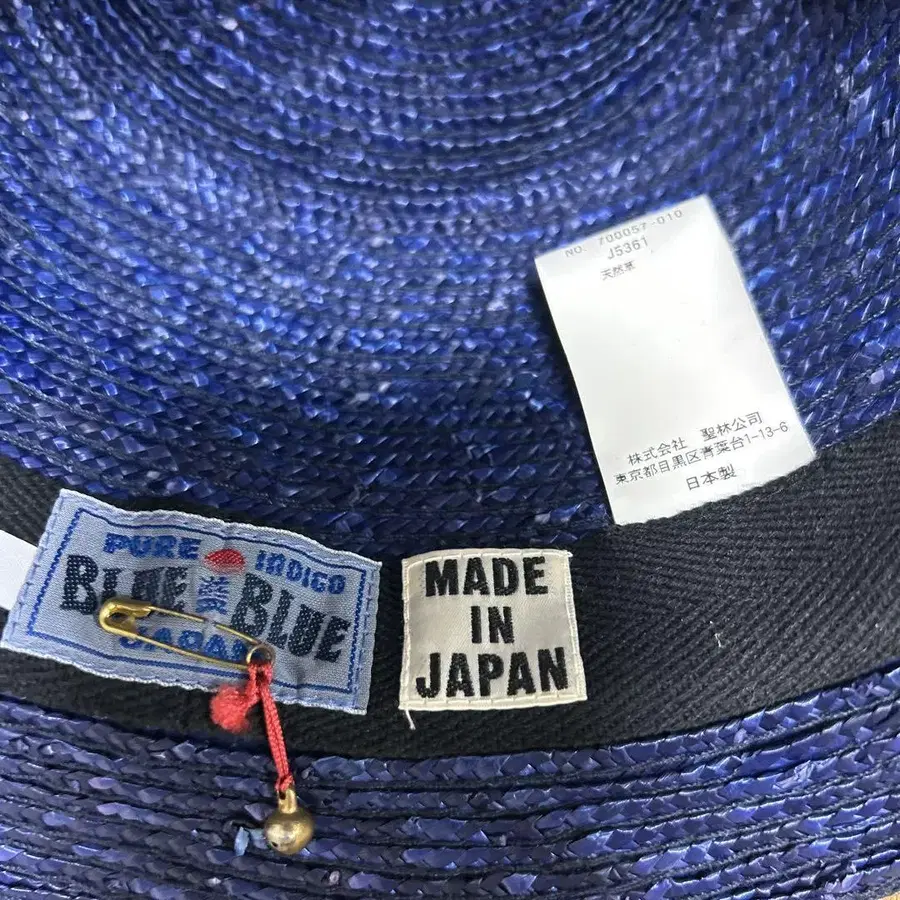 NO. 700057-010
J5361
天然草
株式会社 聖林公司
東京都目黒区青葉台1-13-6
日本製
PURE INDIGO
BLUE BLUE
JAPAN
MADE
IN
JAPAN